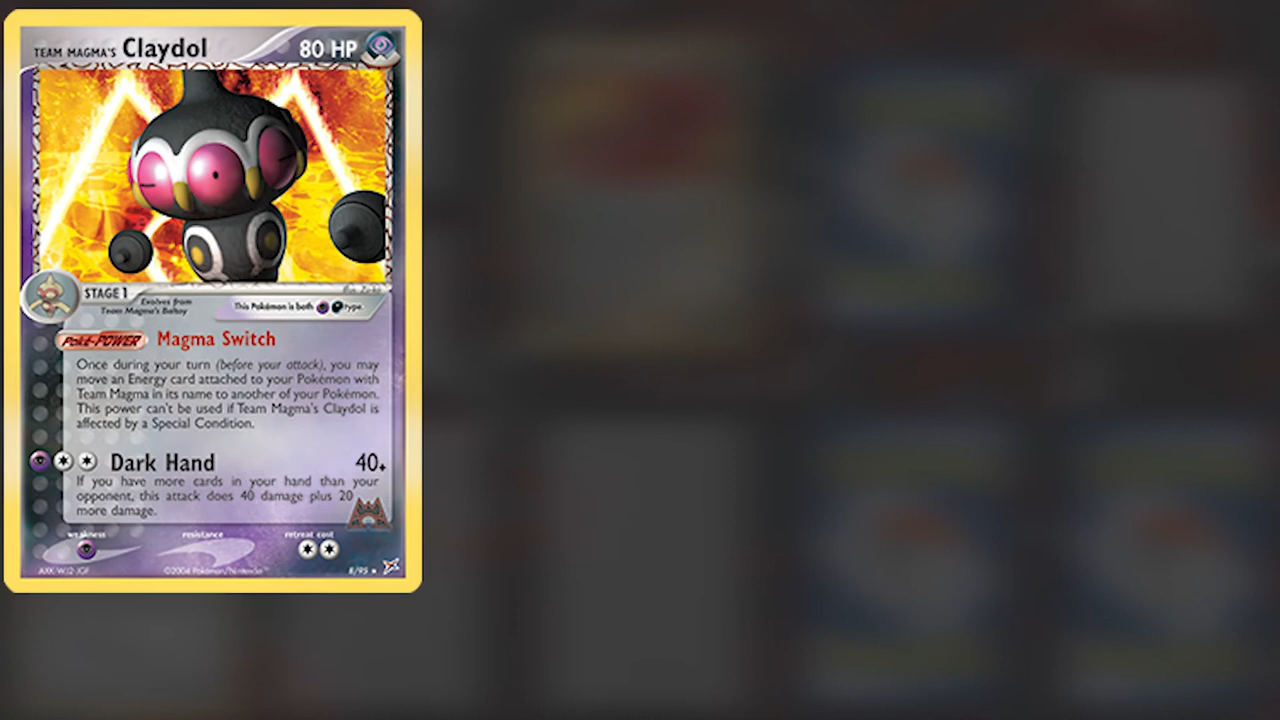 TEAM MAGMA'S Claydol 80 HP
STAGE 1
Evolves from
Team Magma's Baltoy
This Pokémon is both type.
Poké-POWER Magma Switch
Once during your turn (before your attack), you may
move an Energy card attached to your Pokémon with
Team Magma in its name to another of your Pokémon.
This power can't be used if Team Magma's Claydol is
affected by a Special Condition.
Dark Hand 40+
If you have more cards in your hand than your
opponent, this attack does 40 damage plus 20
more damage.
weakness resistance retreat cost
©2004 Pokémon/Nintendo 8/95